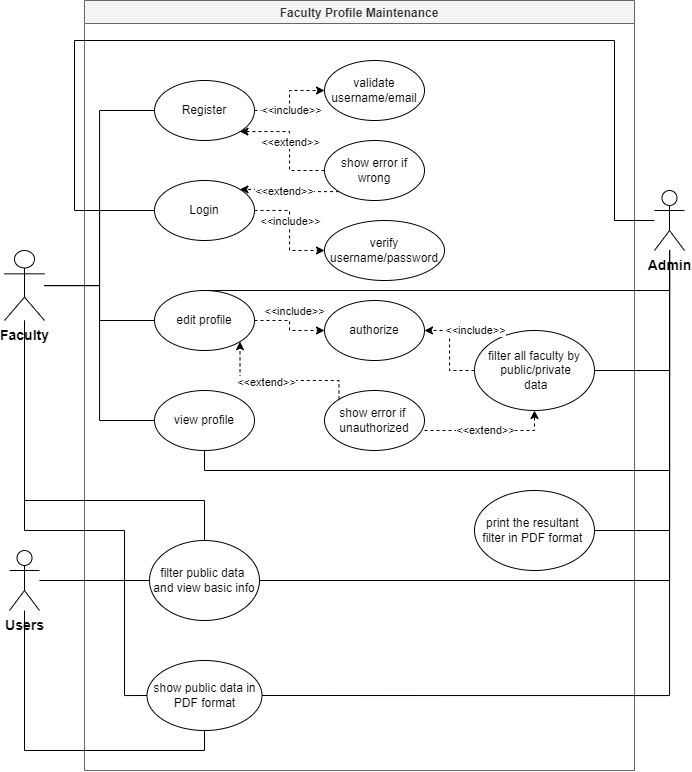 Faculty Profile Maintenance
validate
username/email
Register
<<include>>
<<extend>>
show error if
wrong
<<extend>>
Login
<<include>>
verify
username/password
Admin
Faculty
edit profile
<<include>>
authorize
<<include>>
filter all faculty by
public/private
data
<<extend>>
view profile
show error if
unauthorized
<<extend>>
print the resultant
filter in PDF format
filter public data
and view basic info
Users
show public data in
PDF format